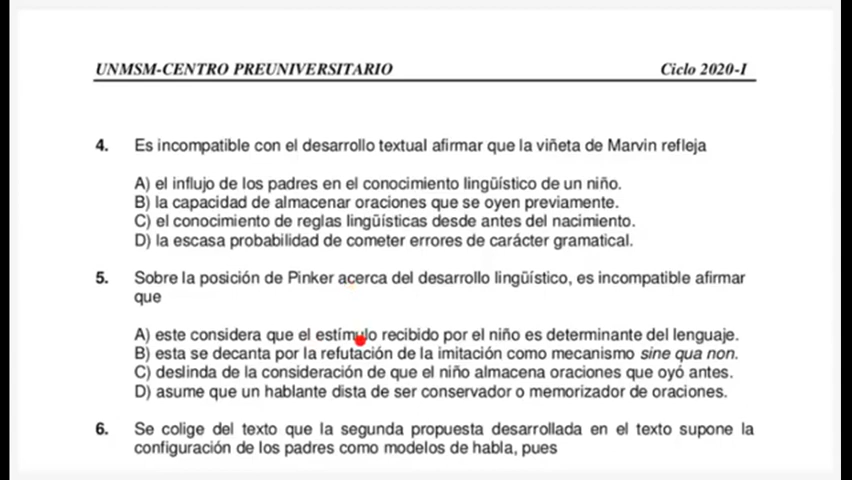 UNMSM-CENTRO PREUNIVERSITARIO Ciclo 2020-I
4. Es incompatible con el desarrollo textual afirmar que la viñeta de Marvin refleja
A) el influjo de los padres en el conocimiento lingüístico de un niño.
B) la capacidad de almacenar oraciones que se oyen previamente.
C) el conocimiento de reglas lingüísticas desde antes del nacimiento.
D) la escasa probabilidad de cometer errores de carácter gramatical.
5. Sobre la posición de Pinker acerca del desarrollo lingüístico, es incompatible afirmar
que
A) este considera que el estímulo recibido por el niño es determinante del lenguaje.
B) esta se decanta por la refutación de la imitación como mecanismo sine qua non.
C) deslinda de la consideración de que el niño almacena oraciones que oyó antes.
D) asume que un hablante dista de ser conservador o memorizador de oraciones.
6. Se colige del texto que la segunda propuesta desarrollada en el texto supone la
configuración de los padres como modelos de habla, pues